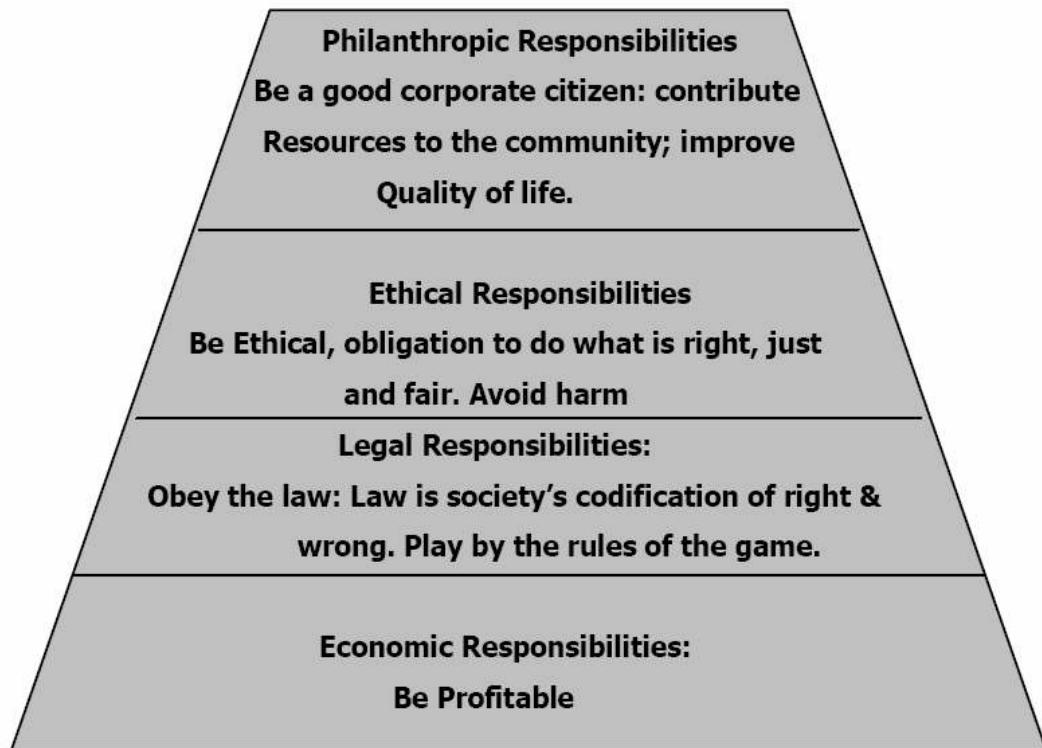 Philanthropic Responsibilities
Be a good corporate citizen: contribute
Resources to the community; improve
Quality of life.
Ethical Responsibilities
Be Ethical, obligation to do what is right, just
and fair. Avoid harm
Legal Responsibilities:
Obey the law: Law is society’s codification of right &
wrong. Play by the rules of the game.
Economic Responsibilities:
Be Profitable